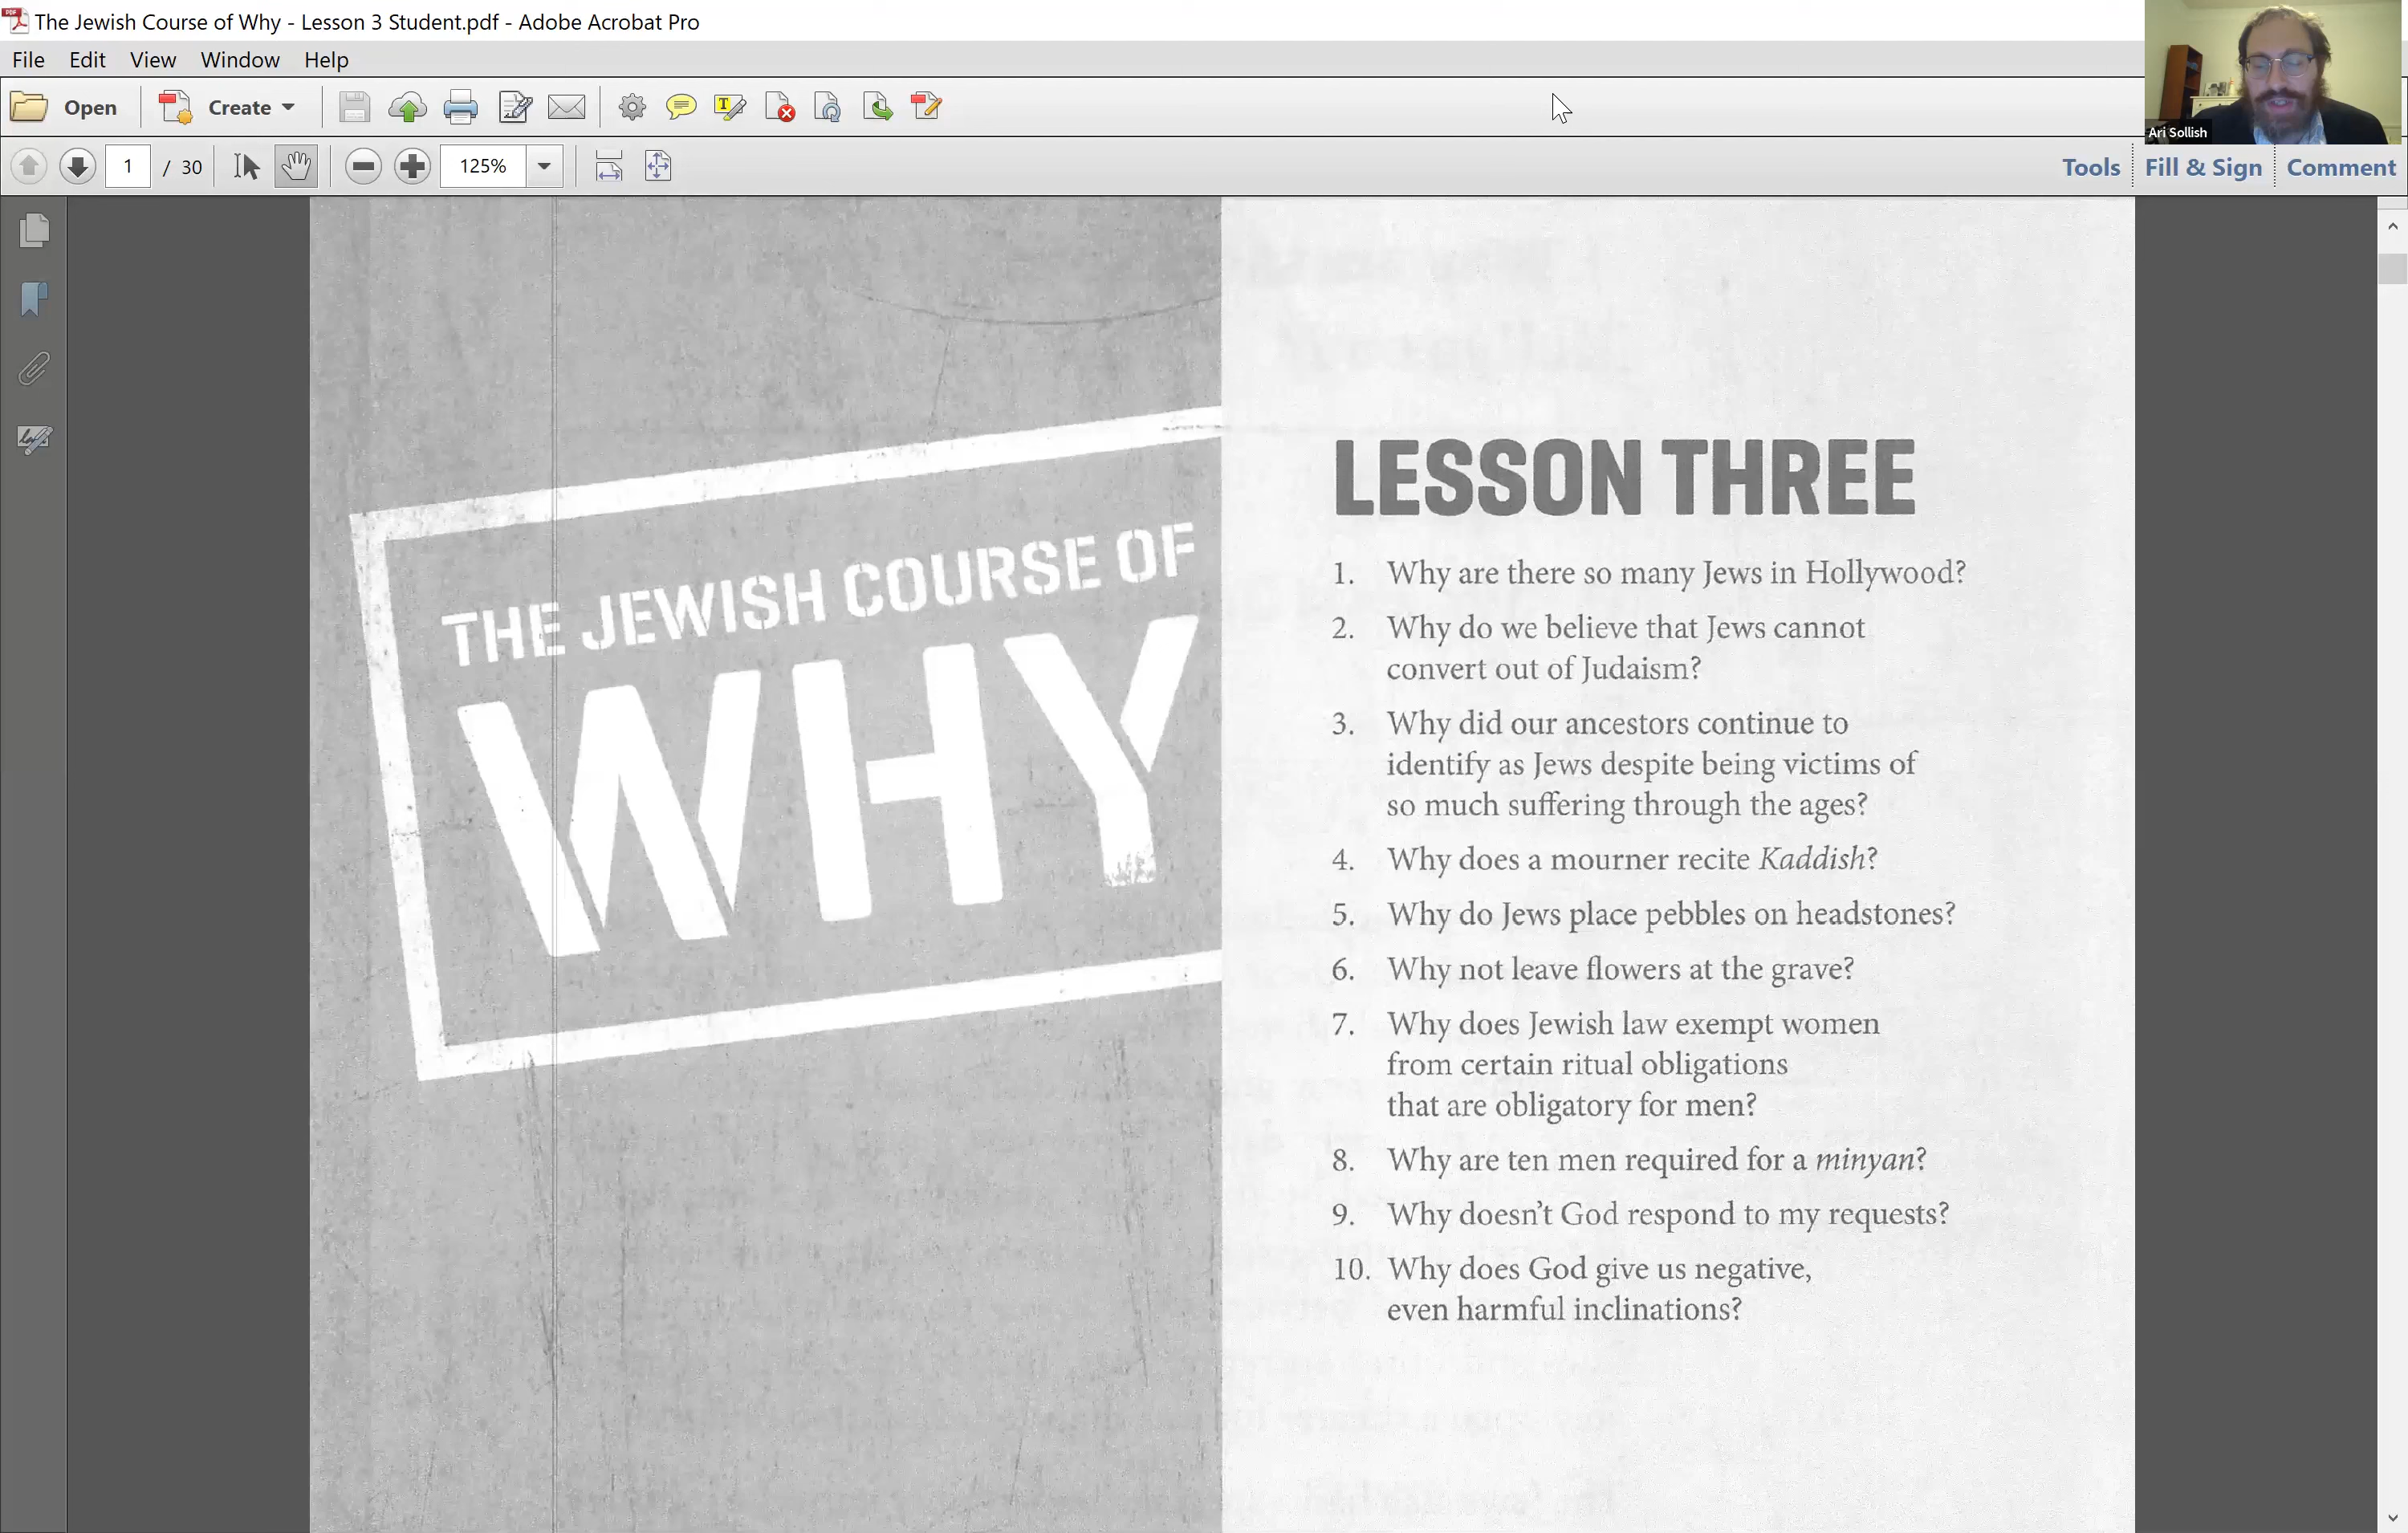 The Jewish Course of Why - Lesson 3 Student.pdf - Adobe Acrobat Pro
File Edit View Window Help
Open Create
1 / 30 125%
Ari Sollish
Tools Fill & Sign Comment
THE JEWISH COURSE OF
WHY
LESSON THREE
1. Why are there so many Jews in Hollywood?
2. Why do we believe that Jews cannot
convert out of Judaism?
3. Why did our ancestors continue to
identify as Jews despite being victims of
so much suffering through the ages?
4. Why does a mourner recite Kaddish?
5. Why do Jews place pebbles on headstones?
6. Why not leave flowers at the grave?
7. Why does Jewish law exempt women
from certain ritual obligations
that are obligatory for men?
8. Why are ten men required for a minyan?
9. Why doesn't God respond to my requests?
10. Why does God give us negative,
even harmful inclinations?